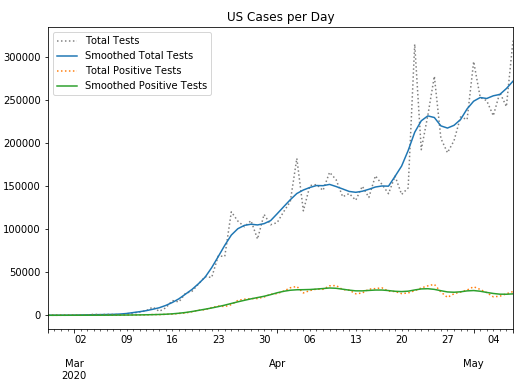 US Cases per Day
Total Tests
Smoothed Total Tests
Total Positive Tests
Smoothed Positive Tests
300000
250000
200000
150000
100000
50000
0
02 09 16 23 30 06 13 20 27 04
Mar Apr May
2020